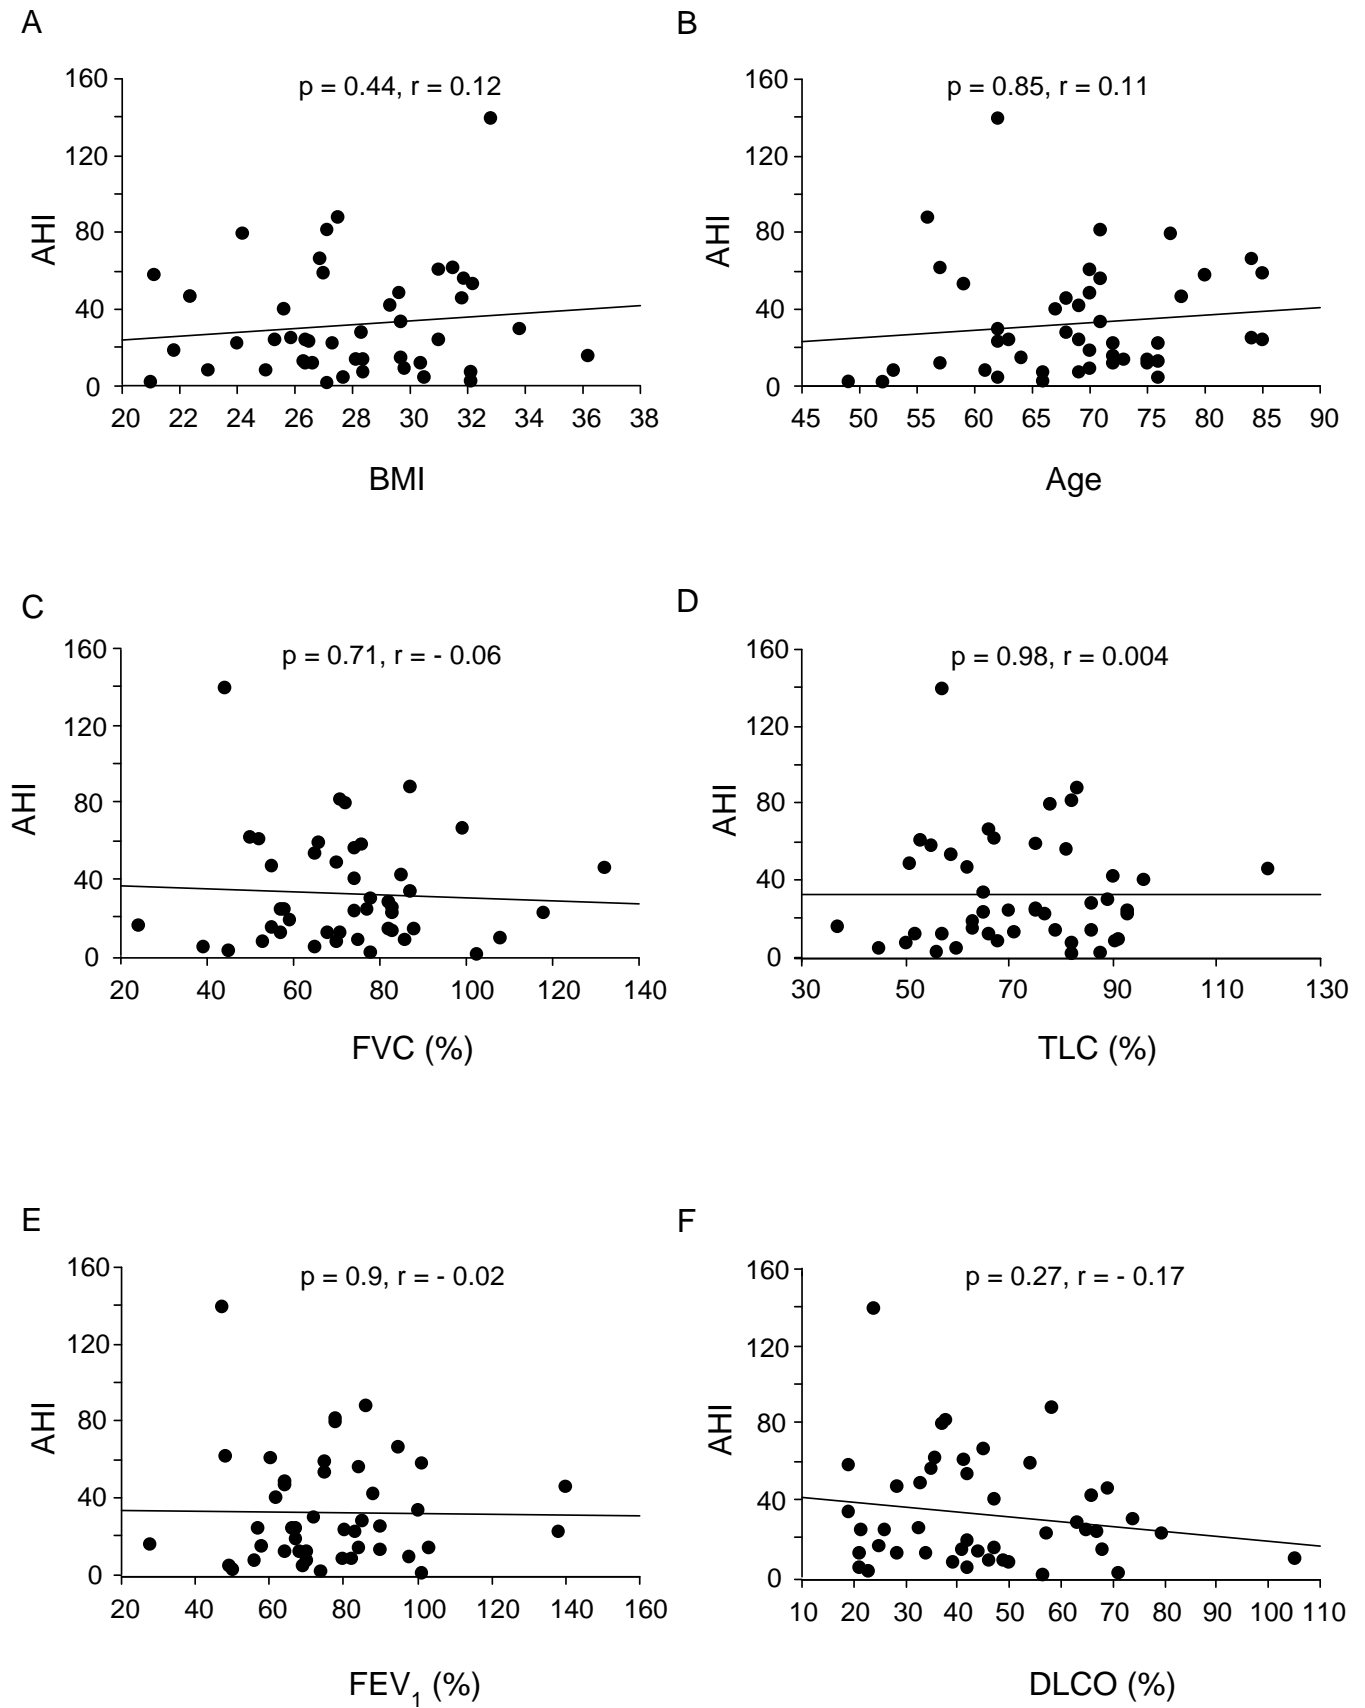 A
p = 0.44, r = 0.12
160
120
80
40
0
AHI
20 22 24 26 28 30 32 34 36 38
BMI
B
p = 0.85, r = 0.11
160
120
80
40
0
AHI
45 50 55 60 65 70 75 80 85 90
Age
C
p = 0.71, r = - 0.06
160
120
80
40
0
AHI
20 40 60 80 100 120 140
FVC (%)
D
p = 0.98, r = 0.004
160
120
80
40
0
AHI
30 50 70 90 110 130
TLC (%)
E
p = 0.9, r = - 0.02
160
120
80
40
0
AHI
20 40 60 80 100 120 140 160
FEV₁ (%)
F
p = 0.27, r = - 0.17
160
120
80
40
0
AHI
10 20 30 40 50 60 70 80 90 100 110
DLCO (%)